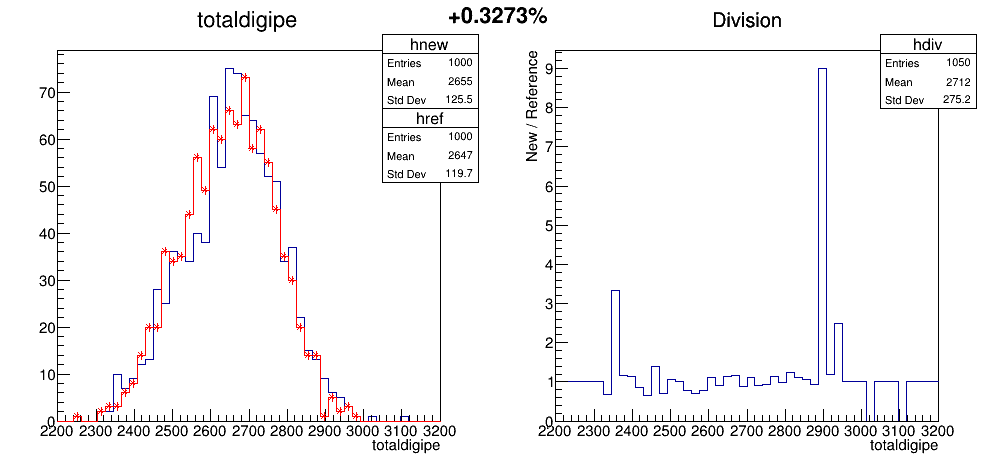 +0.3273%
totaldigipe
hnew
Entries 1000
Mean 2655
Std Dev 125.5
href
Entries 1000
Mean 2647
Std Dev 119.7
70
60
50
40
30
20
10
0
2200 2300 2400 2500 2600 2700 2800 2900 3000 3100 3200
totaldigipe
Division
hdiv
Entries 1050
Mean 2712
Std Dev 275.2
New / Reference
9
8
7
6
5
4
3
2
1
0
2200 2300 2400 2500 2600 2700 2800 2900 3000 3100 3200
totaldigipe